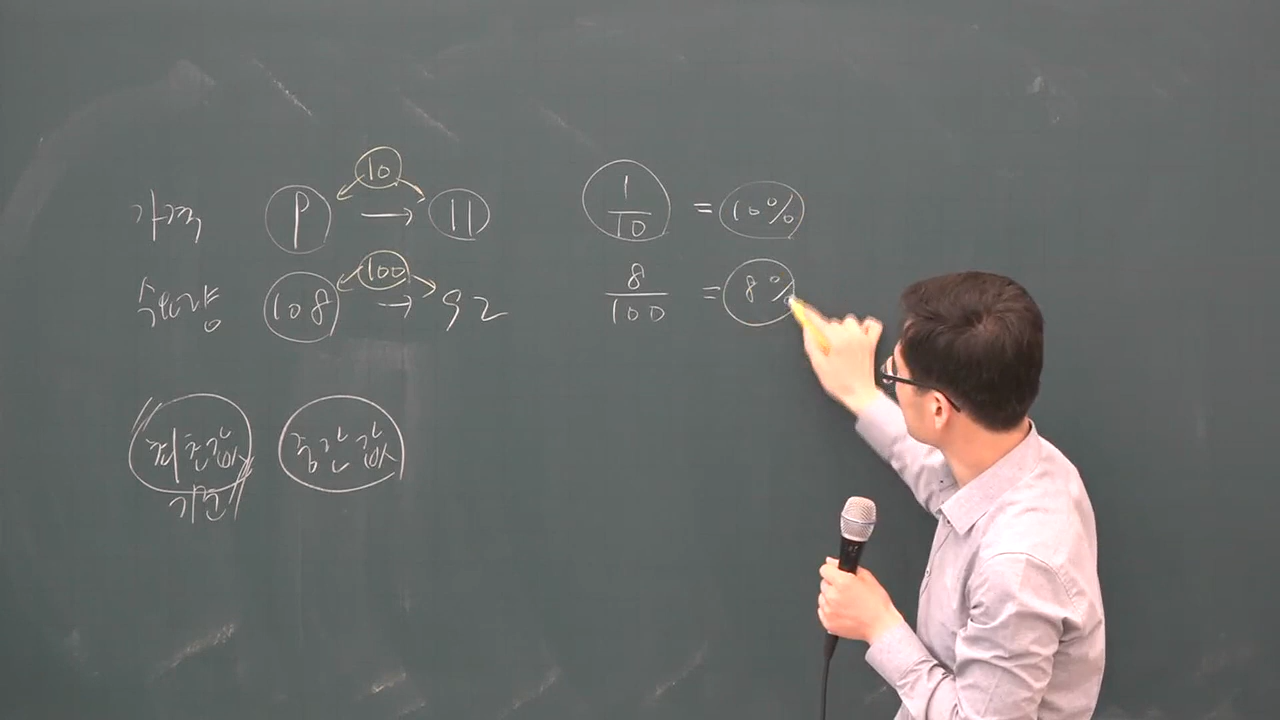 10
가격 9 → 11
1/10 = 10%
100
수요량 108 → 92
8/100 = 8%
최초값 중간값
기준